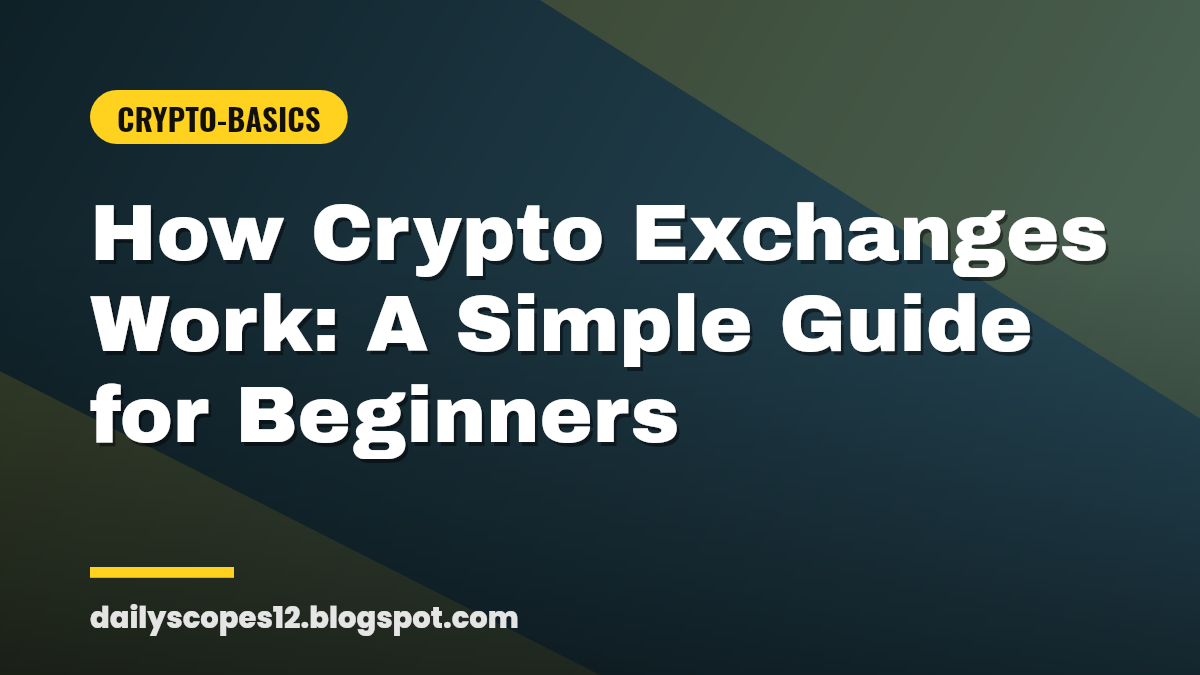 CRYPTO-BASICS
How Crypto Exchanges
Work: A Simple Guide
for Beginners
dailyscopes12.blogspot.com